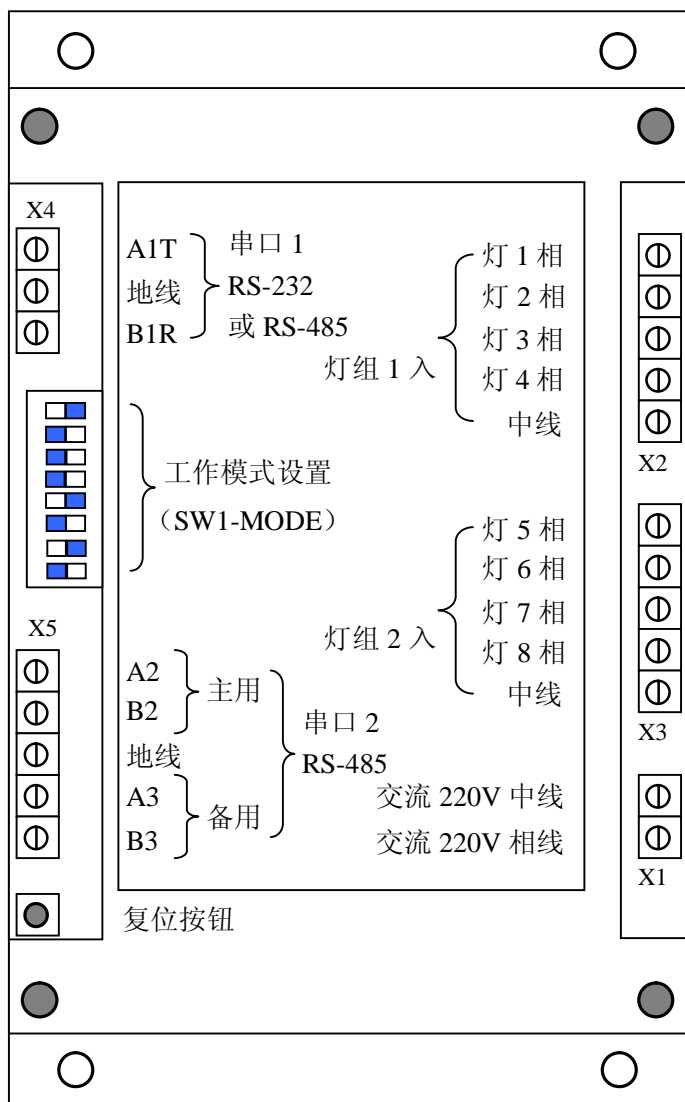 X4
A1T
地线
B1R
串口 1
RS-232
或 RS-485
工作模式设置
（SW1-MODE）
X5
A2
B2
地线
A3
B3
主用
备用
串口 2
RS-485
复位按钮
灯组 1 入
灯 1 相
灯 2 相
灯 3 相
灯 4 相
中线
X2
灯组 2 入
灯 5 相
灯 6 相
灯 7 相
灯 8 相
中线
X3
交流 220V 中线
交流 220V 相线
X1